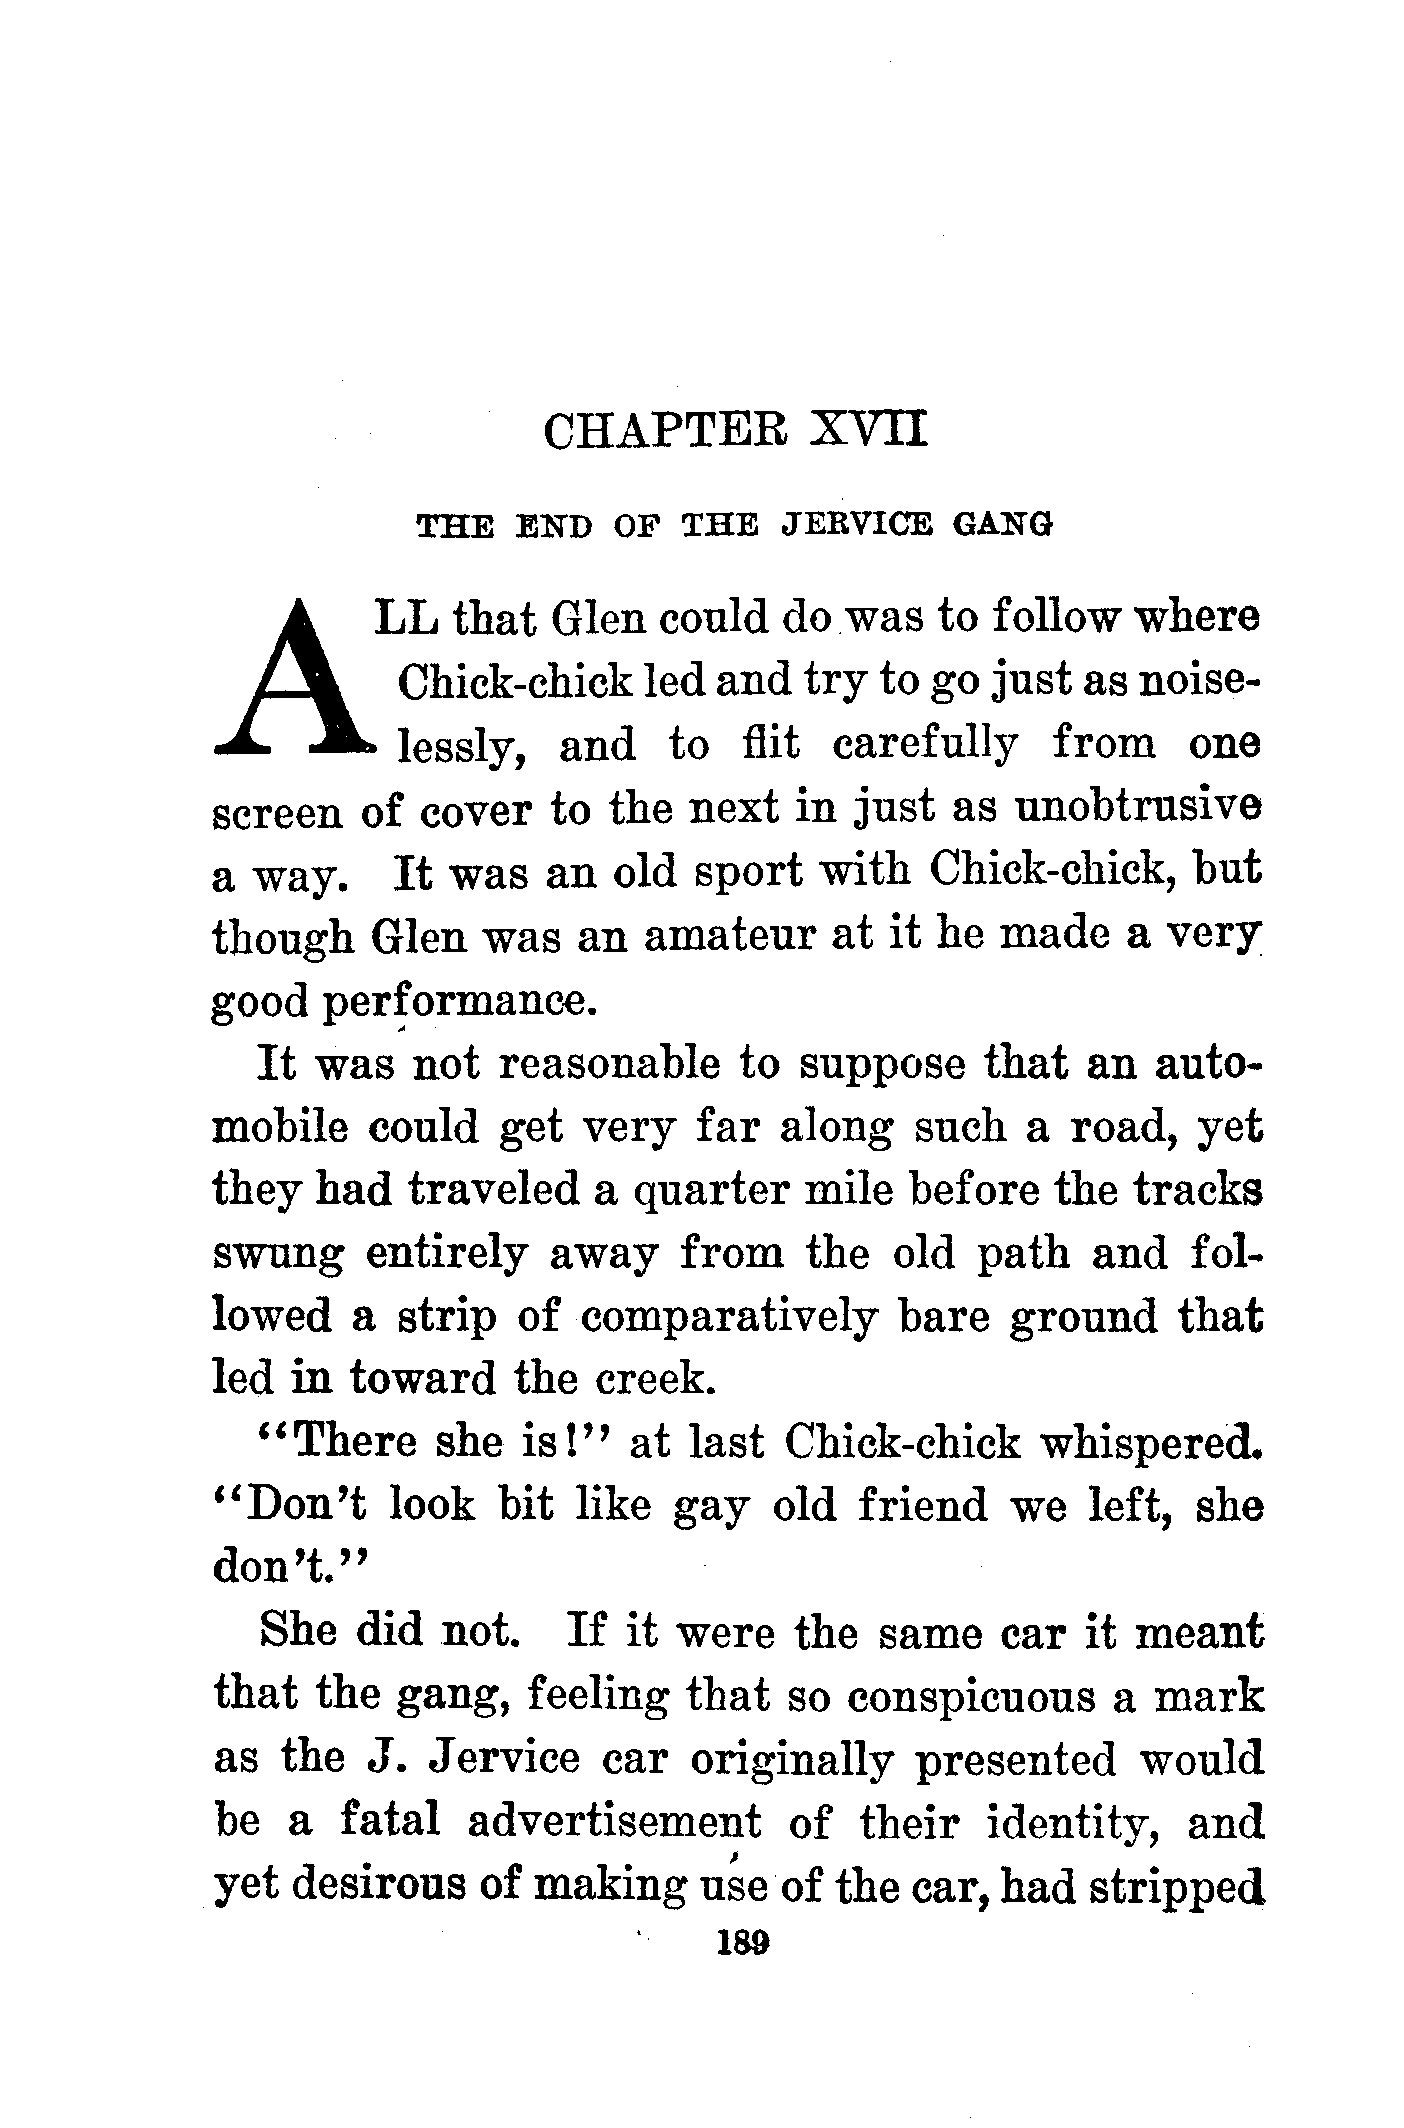 CHAPTER XVII
THE END OF THE JERVICE GANG
ALL that Glen could do was to follow where
Chick-chick led and try to go just as noise-
lessly, and to flit carefully from one
screen of cover to the next in just as unobtrusive
a way. It was an old sport with Chick-chick, but
though Glen was an amateur at it he made a very
good performance.
It was not reasonable to suppose that an auto-
mobile could get very far along such a road, yet
they had traveled a quarter mile before the tracks
swung entirely away from the old path and fol-
lowed a strip of comparatively bare ground that
led in toward the creek.
“There she is!” at last Chick-chick whispered.
“Don’t look bit like gay old friend we left, she
don’t.”
She did not. If it were the same car it meant
that the gang, feeling that so conspicuous a mark
as the J. Jervice car originally presented would
be a fatal advertisement of their identity, and
yet desirous of making use of the car, had stripped
189